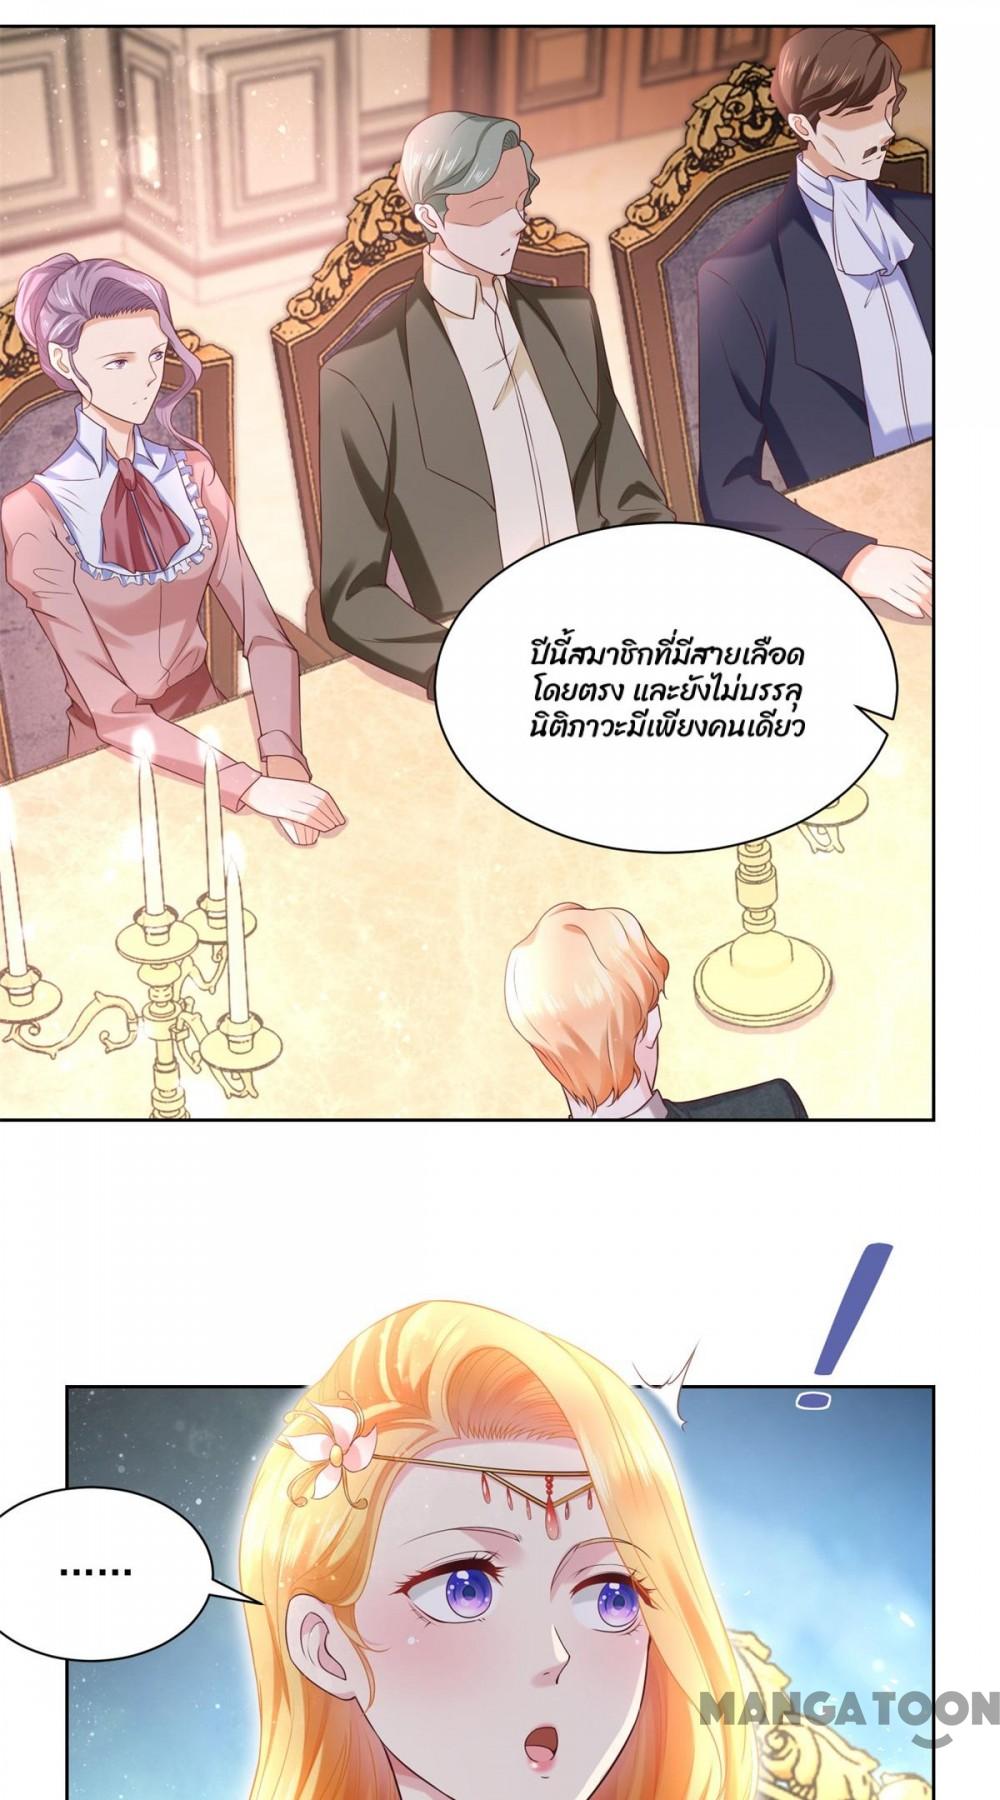 ปีนี้สมาชิกที่มีสายเลือด
โดยตรง และยังไม่บรรลุ
นิติภาวะมีเพียงคนเดียว
!
......
MANGATOON